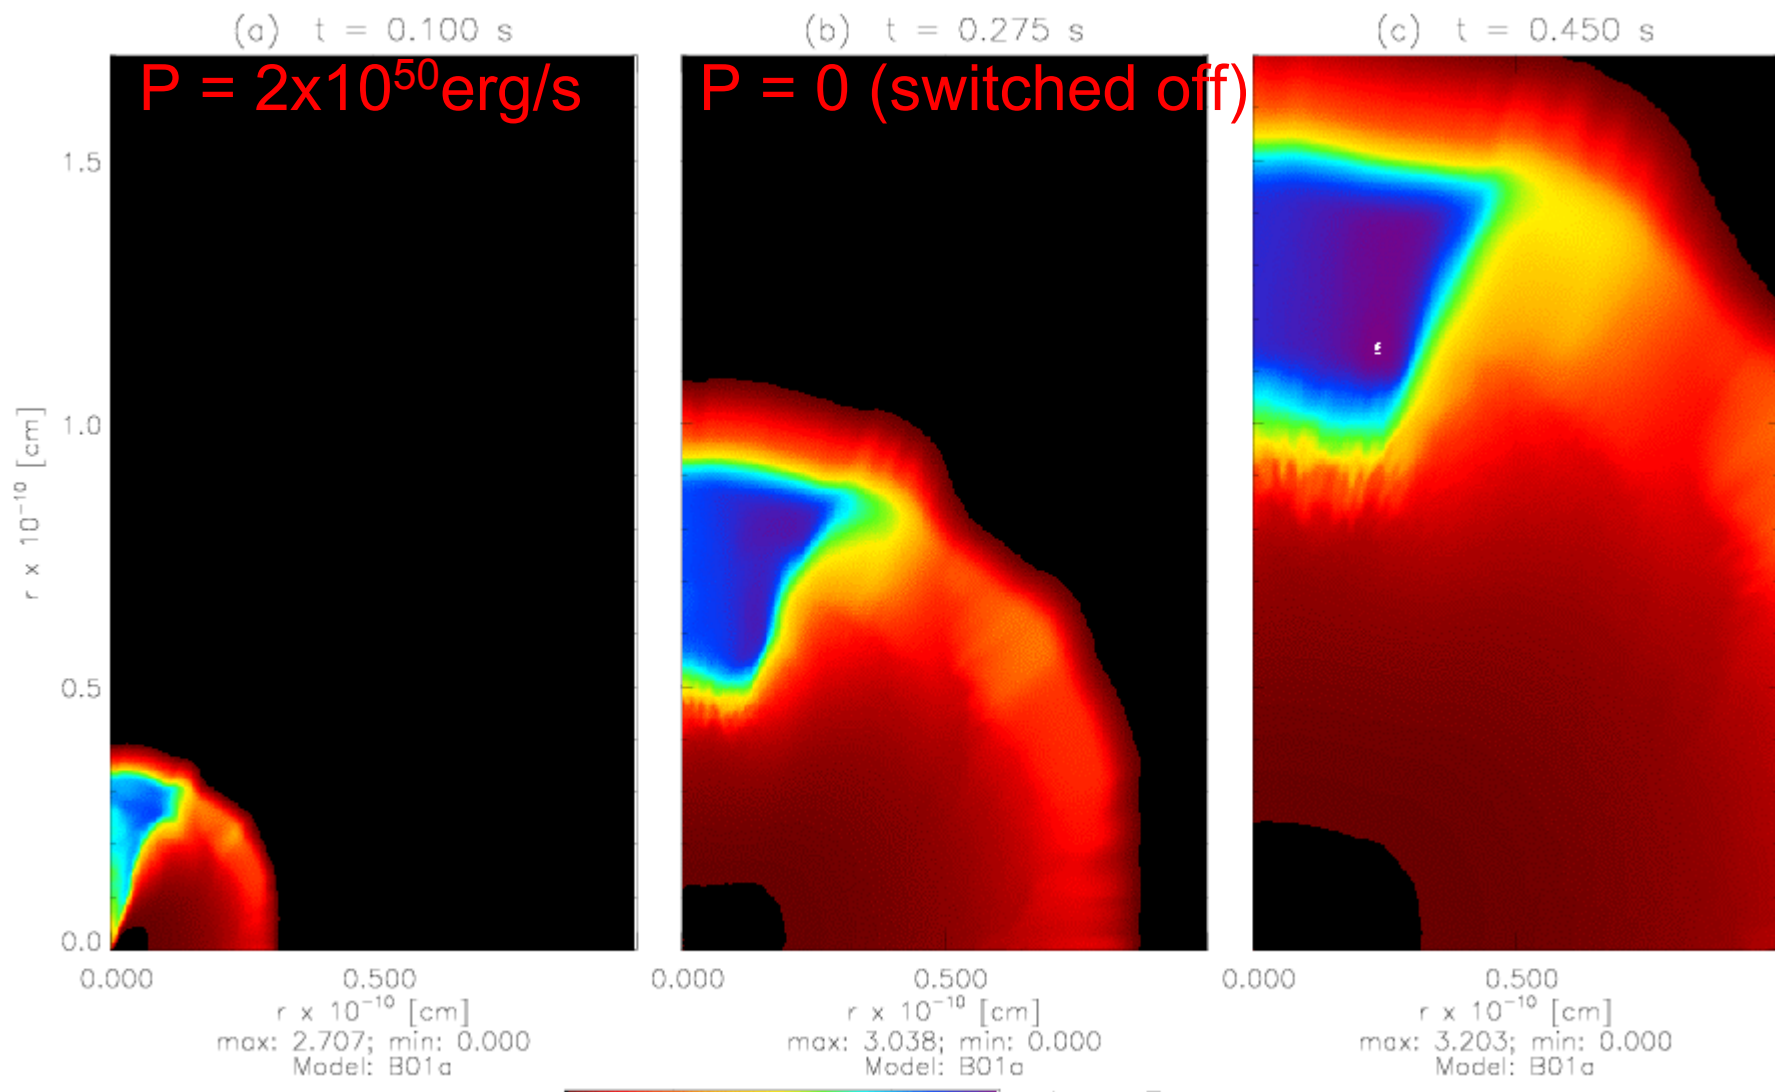 (a) t = 0.100 s
(b) t = 0.275 s
(c) t = 0.450 s
P = 2x10⁵⁰erg/s
P = 0 (switched off)
1.5
1.0
0.5
0.0
r x 10⁻¹⁰ [cm]
0.000 0.500
r x 10⁻¹⁰ [cm]
max: 2.707; min: 0.000
Model: B01a
0.000 0.500
r x 10⁻¹⁰ [cm]
max: 3.038; min: 0.000
Model: B01a
0.000 0.500
r x 10⁻¹⁰ [cm]
max: 3.203; min: 0.000
Model: B01a